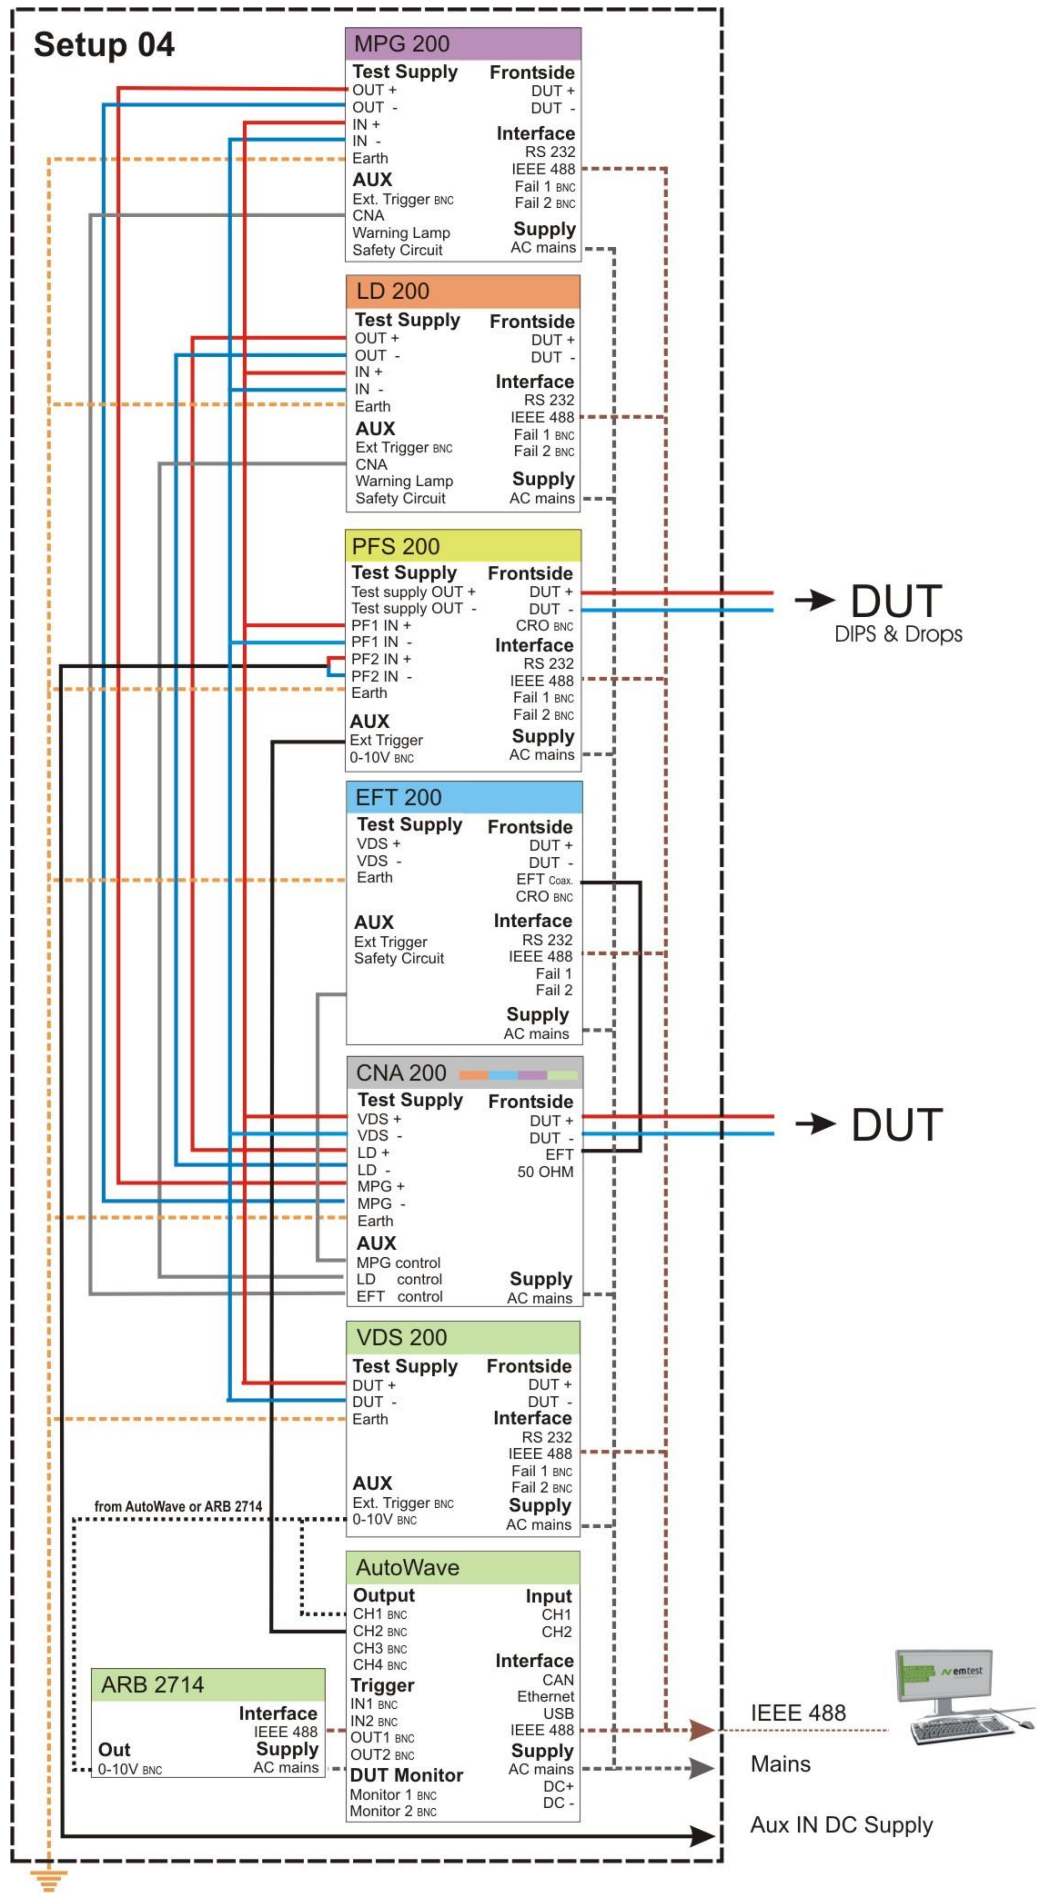 Setup 04
MPG 200
Test Supply
OUT +
OUT -
IN +
IN -
Earth
AUX
Ext. Trigger BNC
CNA
Warning Lamp
Safety Circuit
Frontside
DUT +
DUT -
Interface
RS 232
IEEE 488
Fail 1 BNC
Fail 2 BNC
Supply
AC mains
LD 200
Test Supply
OUT +
OUT -
IN +
IN -
Earth
AUX
Ext Trigger BNC
CNA
Warning Lamp
Safety Circuit
Frontside
DUT +
DUT -
Interface
RS 232
IEEE 488
Fail 1 BNC
Fail 2 BNC
Supply
AC mains
PFS 200
Test Supply
Test supply OUT +
Test supply OUT -
PF1 IN +
PF1 IN -
PF2 IN +
PF2 IN -
Earth
AUX
Ext Trigger
0-10V BNC
Frontside
DUT +
DUT -
CRO BNC
Interface
RS 232
IEEE 488
Fail 1 BNC
Fail 2 BNC
Supply
AC mains
DUT
DIPS & Drops
EFT 200
Test Supply
VDS +
VDS -
Earth
AUX
Ext Trigger
Safety Circuit
Frontside
DUT +
DUT -
EFT Coax.
CRO BNC
Interface
RS 232
IEEE 488
Fail 1
Fail 2
Supply
AC mains
CNA 200
Test Supply
VDS +
VDS -
LD +
LD -
MPG +
MPG -
Earth
AUX
MPG control
LD control
EFT control
Frontside
DUT +
DUT -
EFT
50 OHM
Supply
AC mains
DUT
VDS 200
Test Supply
DUT +
DUT -
Earth
AUX
Ext. Trigger BNC
0-10V BNC
Frontside
DUT +
DUT -
Interface
RS 232
IEEE 488
Fail 1 BNC
Fail 2 BNC
Supply
AC mains
from AutoWave or ARB 2714
AutoWave
Output
CH1 BNC
CH2 BNC
CH3 BNC
CH4 BNC
Trigger
IN1 BNC
IN2 BNC
OUT1 BNC
OUT2 BNC
DUT Monitor
Monitor 1 BNC
Monitor 2 BNC
Input
CH1
CH2
Interface
CAN
Ethernet
USB
IEEE 488
Supply
AC mains
DC+
DC -
ARB 2714
Interface
IEEE 488
Out
0-10V BNC
Supply
AC mains
emtest
IEEE 488
Mains
Aux IN DC Supply